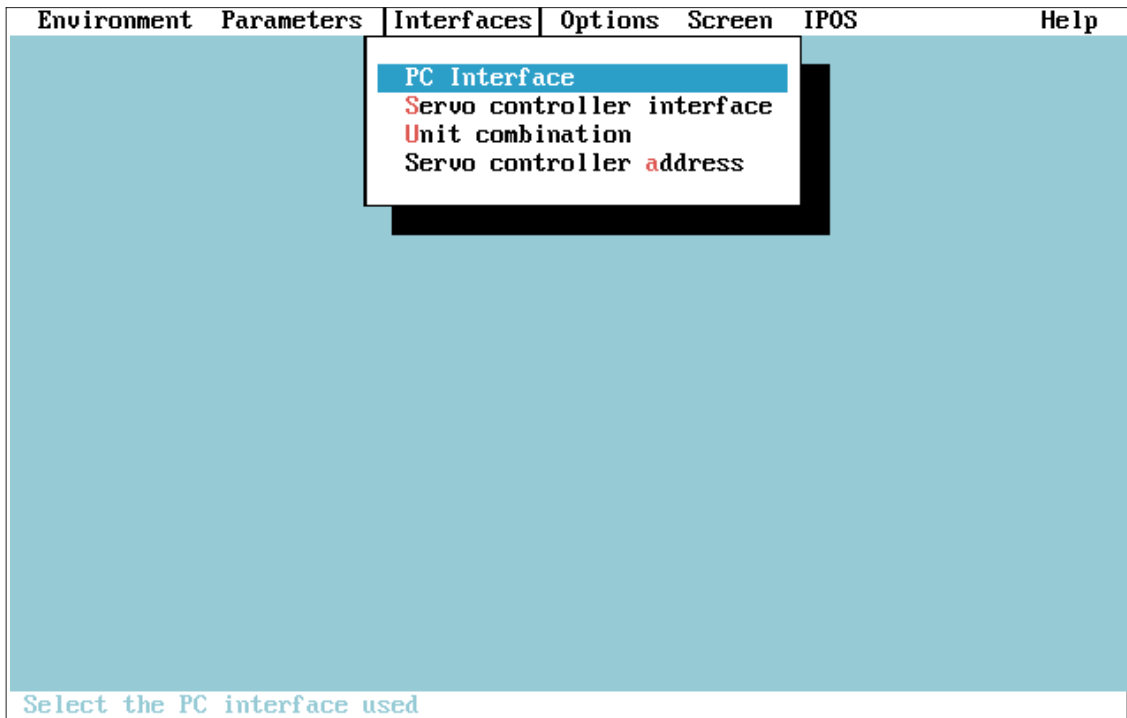 Environment Parameters Interfaces Options Screen IPOS Help
PC Interface
Servo controller interface
Unit combination
Servo controller address
Select the PC interface used